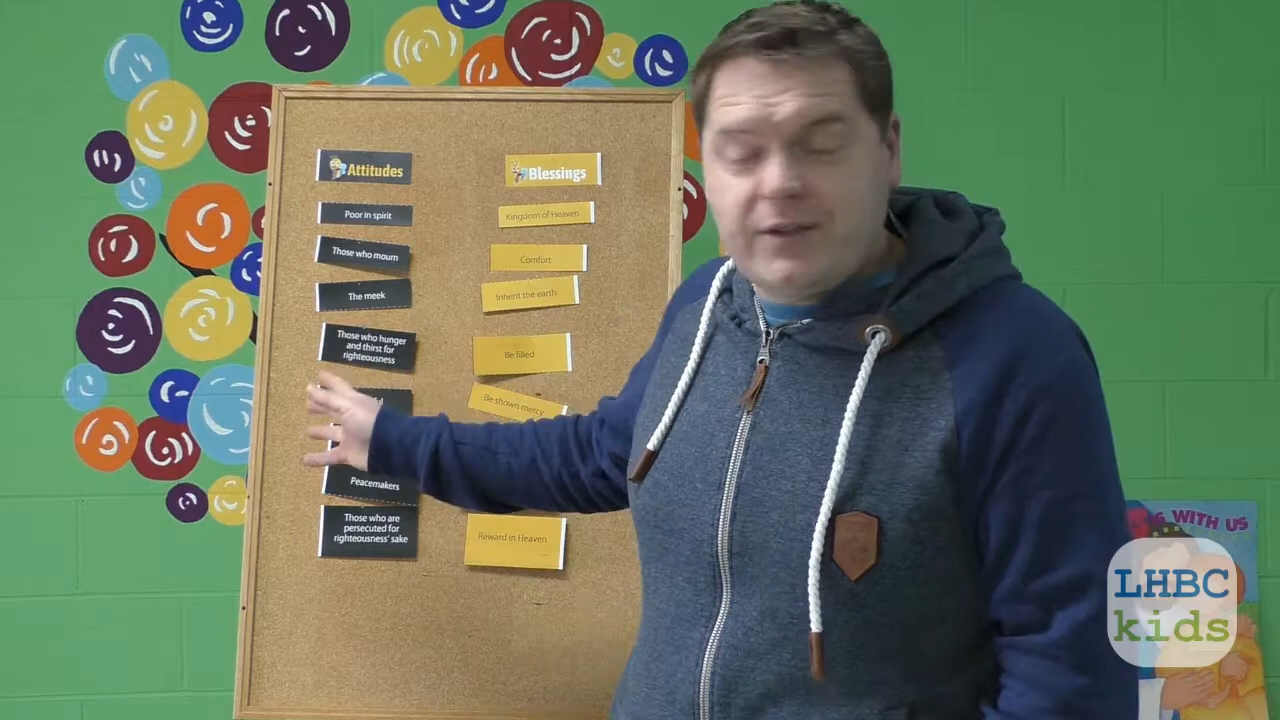 Attitudes
Blessings
Poor in spirit
Kingdom of Heaven
Those who mourn
Comfort
The meek
Inherit the earth
Those who hunger
and thirst for
righteousness
Be filled
Be shown mercy
Peacemakers
Those who are
persecuted for
righteousness' sake
Reward in Heaven
WITH US
LHBC
kids